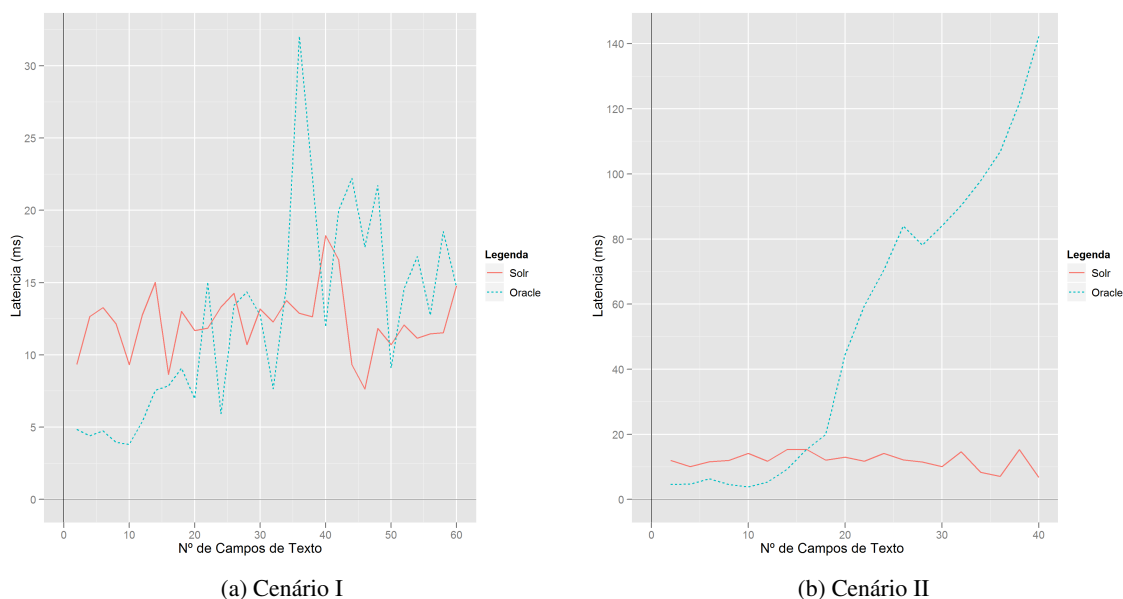 30
25
20
15
10
5
0
Latencia (ms)
0 10 20 30 40 50 60
Nº de Campos de Texto
Legenda
Solr
Oracle
(a) Cenário I
140
120
100
80
60
40
20
0
Latencia (ms)
0 10 20 30 40
Nº de Campos de Texto
Legenda
Solr
Oracle
(b) Cenário II